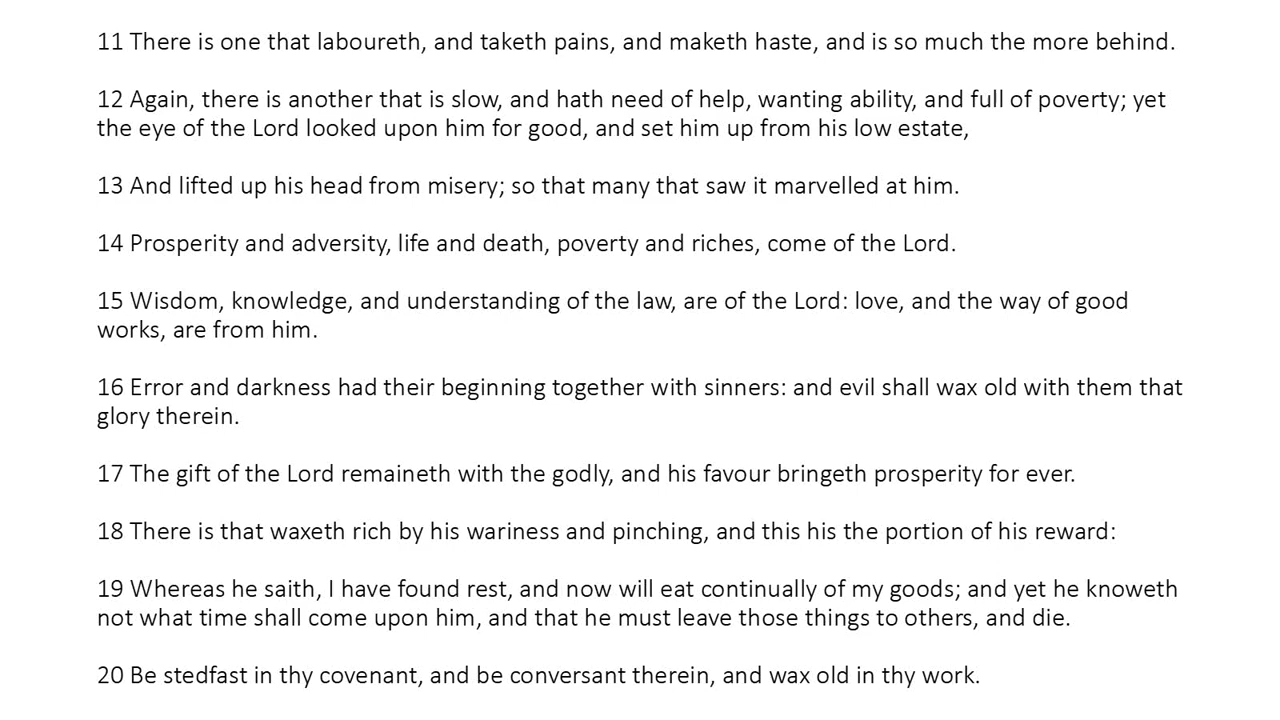 11 There is one that laboureth, and taketh pains, and maketh haste, and is so much the more behind.
12 Again, there is another that is slow, and hath need of help, wanting ability, and full of poverty; yet
the eye of the Lord looked upon him for good, and set him up from his low estate,
13 And lifted up his head from misery; so that many that saw it marvelled at him.
14 Prosperity and adversity, life and death, poverty and riches, come of the Lord.
15 Wisdom, knowledge, and understanding of the law, are of the Lord: love, and the way of good
works, are from him.
16 Error and darkness had their beginning together with sinners: and evil shall wax old with them that
glory therein.
17 The gift of the Lord remaineth with the godly, and his favour bringeth prosperity for ever.
18 There is that waxeth rich by his wariness and pinching, and this his the portion of his reward:
19 Whereas he saith, I have found rest, and now will eat continually of my goods; and yet he knoweth
not what time shall come upon him, and that he must leave those things to others, and die.
20 Be stedfast in thy covenant, and be conversant therein, and wax old in thy work.